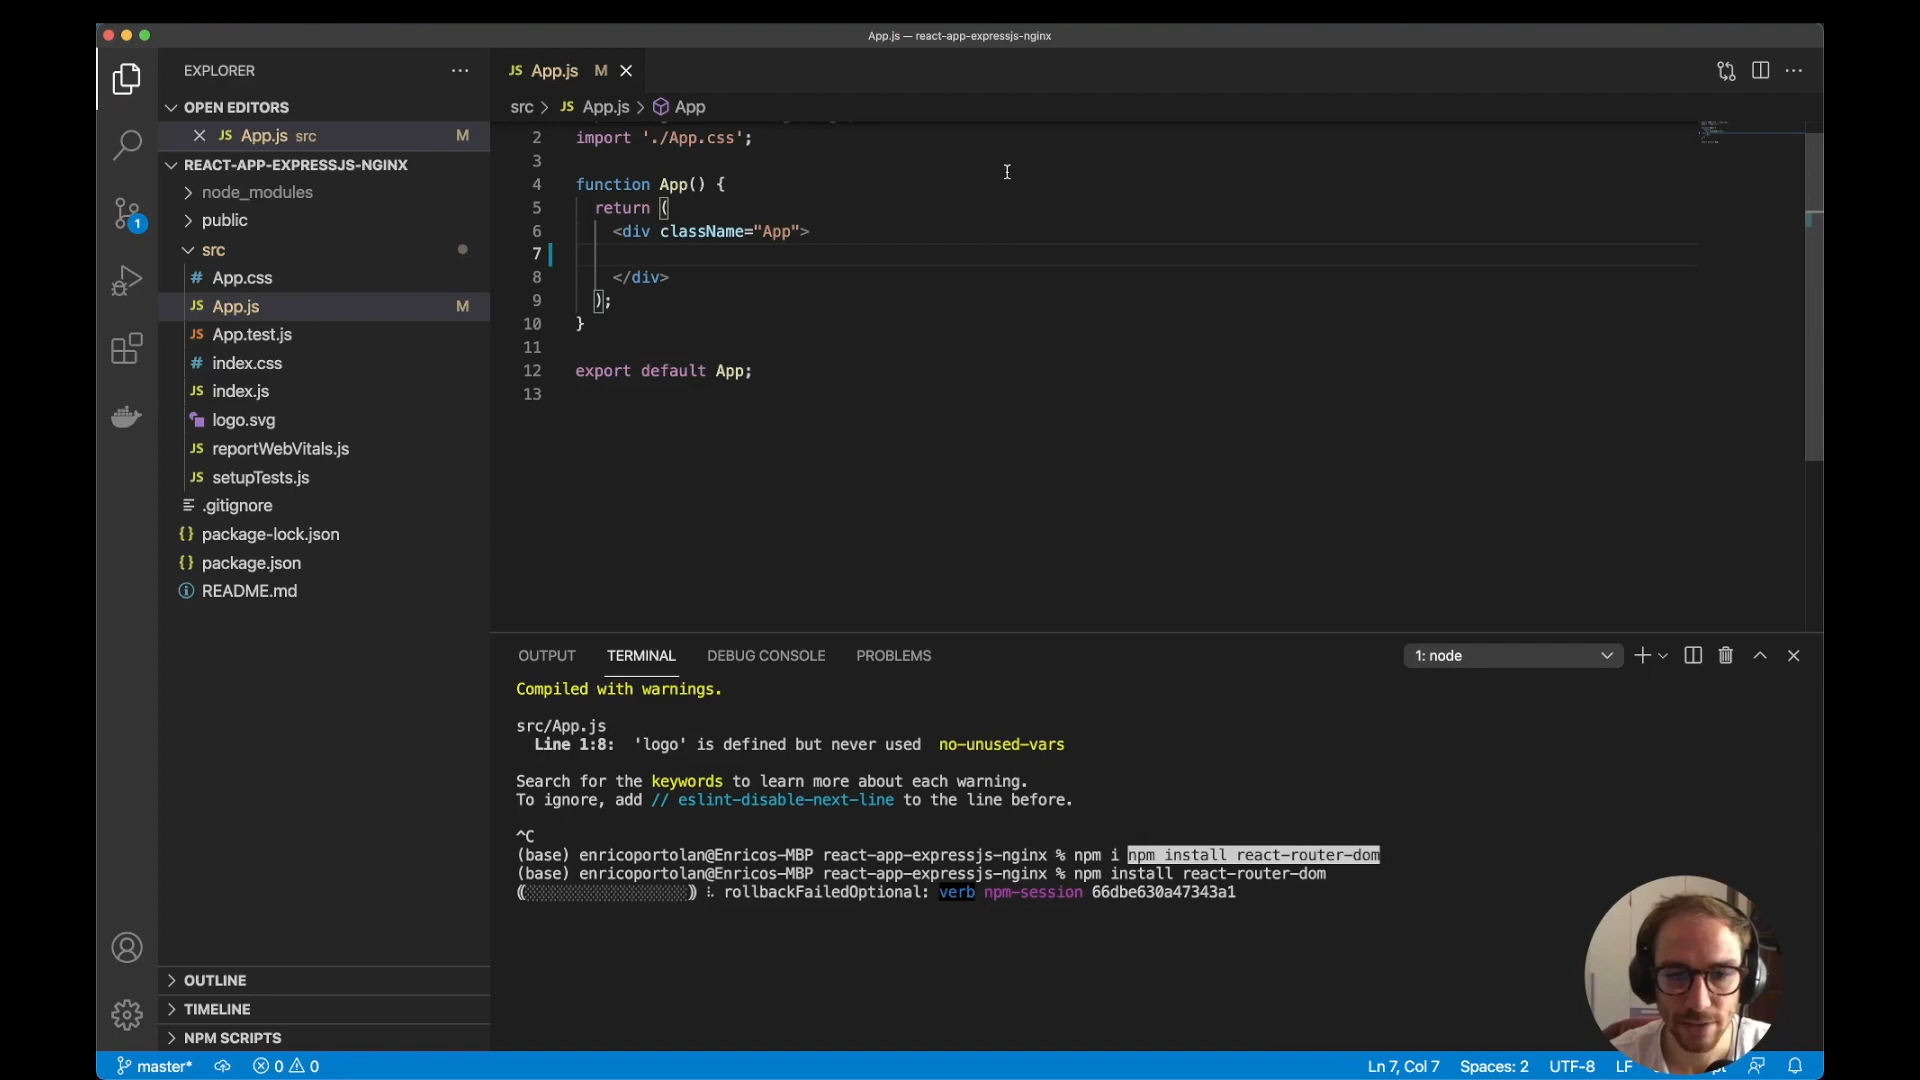 App.js — react-app-expressjs-nginx
EXPLORER
JS App.js M
OPEN EDITORS
src > JS App.js > App
JS App.js src M
2 import './App.css';
REACT-APP-EXPRESSJS-NGINX
3
node_modules
4 function App() {
public
5 return (
src
6 <div className="App">
App.css
7
JS App.js M
8 </div>
JS App.test.js
9 );
index.css
10 }
JS index.js
11
logo.svg
12 export default App;
JS reportWebVitals.js
13
JS setupTests.js
.gitignore
package-lock.json
package.json
README.md
1
OUTPUT TERMINAL DEBUG CONSOLE PROBLEMS
1: node
Compiled with warnings.
src/App.js
Line 1:8: 'logo' is defined but never used no-unused-vars
Search for the keywords to learn more about each warning.
To ignore, add // eslint-disable-next-line to the line before.
^C
(base) enricoportolan@Enricos-MBP react-app-expressjs-nginx % npm i npm install react-router-dom
(base) enricoportolan@Enricos-MBP react-app-expressjs-nginx % npm install react-router-dom
rollbackFailedOptional: verb npm-session 66dbe630a47343a1
OUTLINE
TIMELINE
NPM SCRIPTS
master* 0 0 Ln 7, Col 7 Spaces: 2 UTF-8 LF